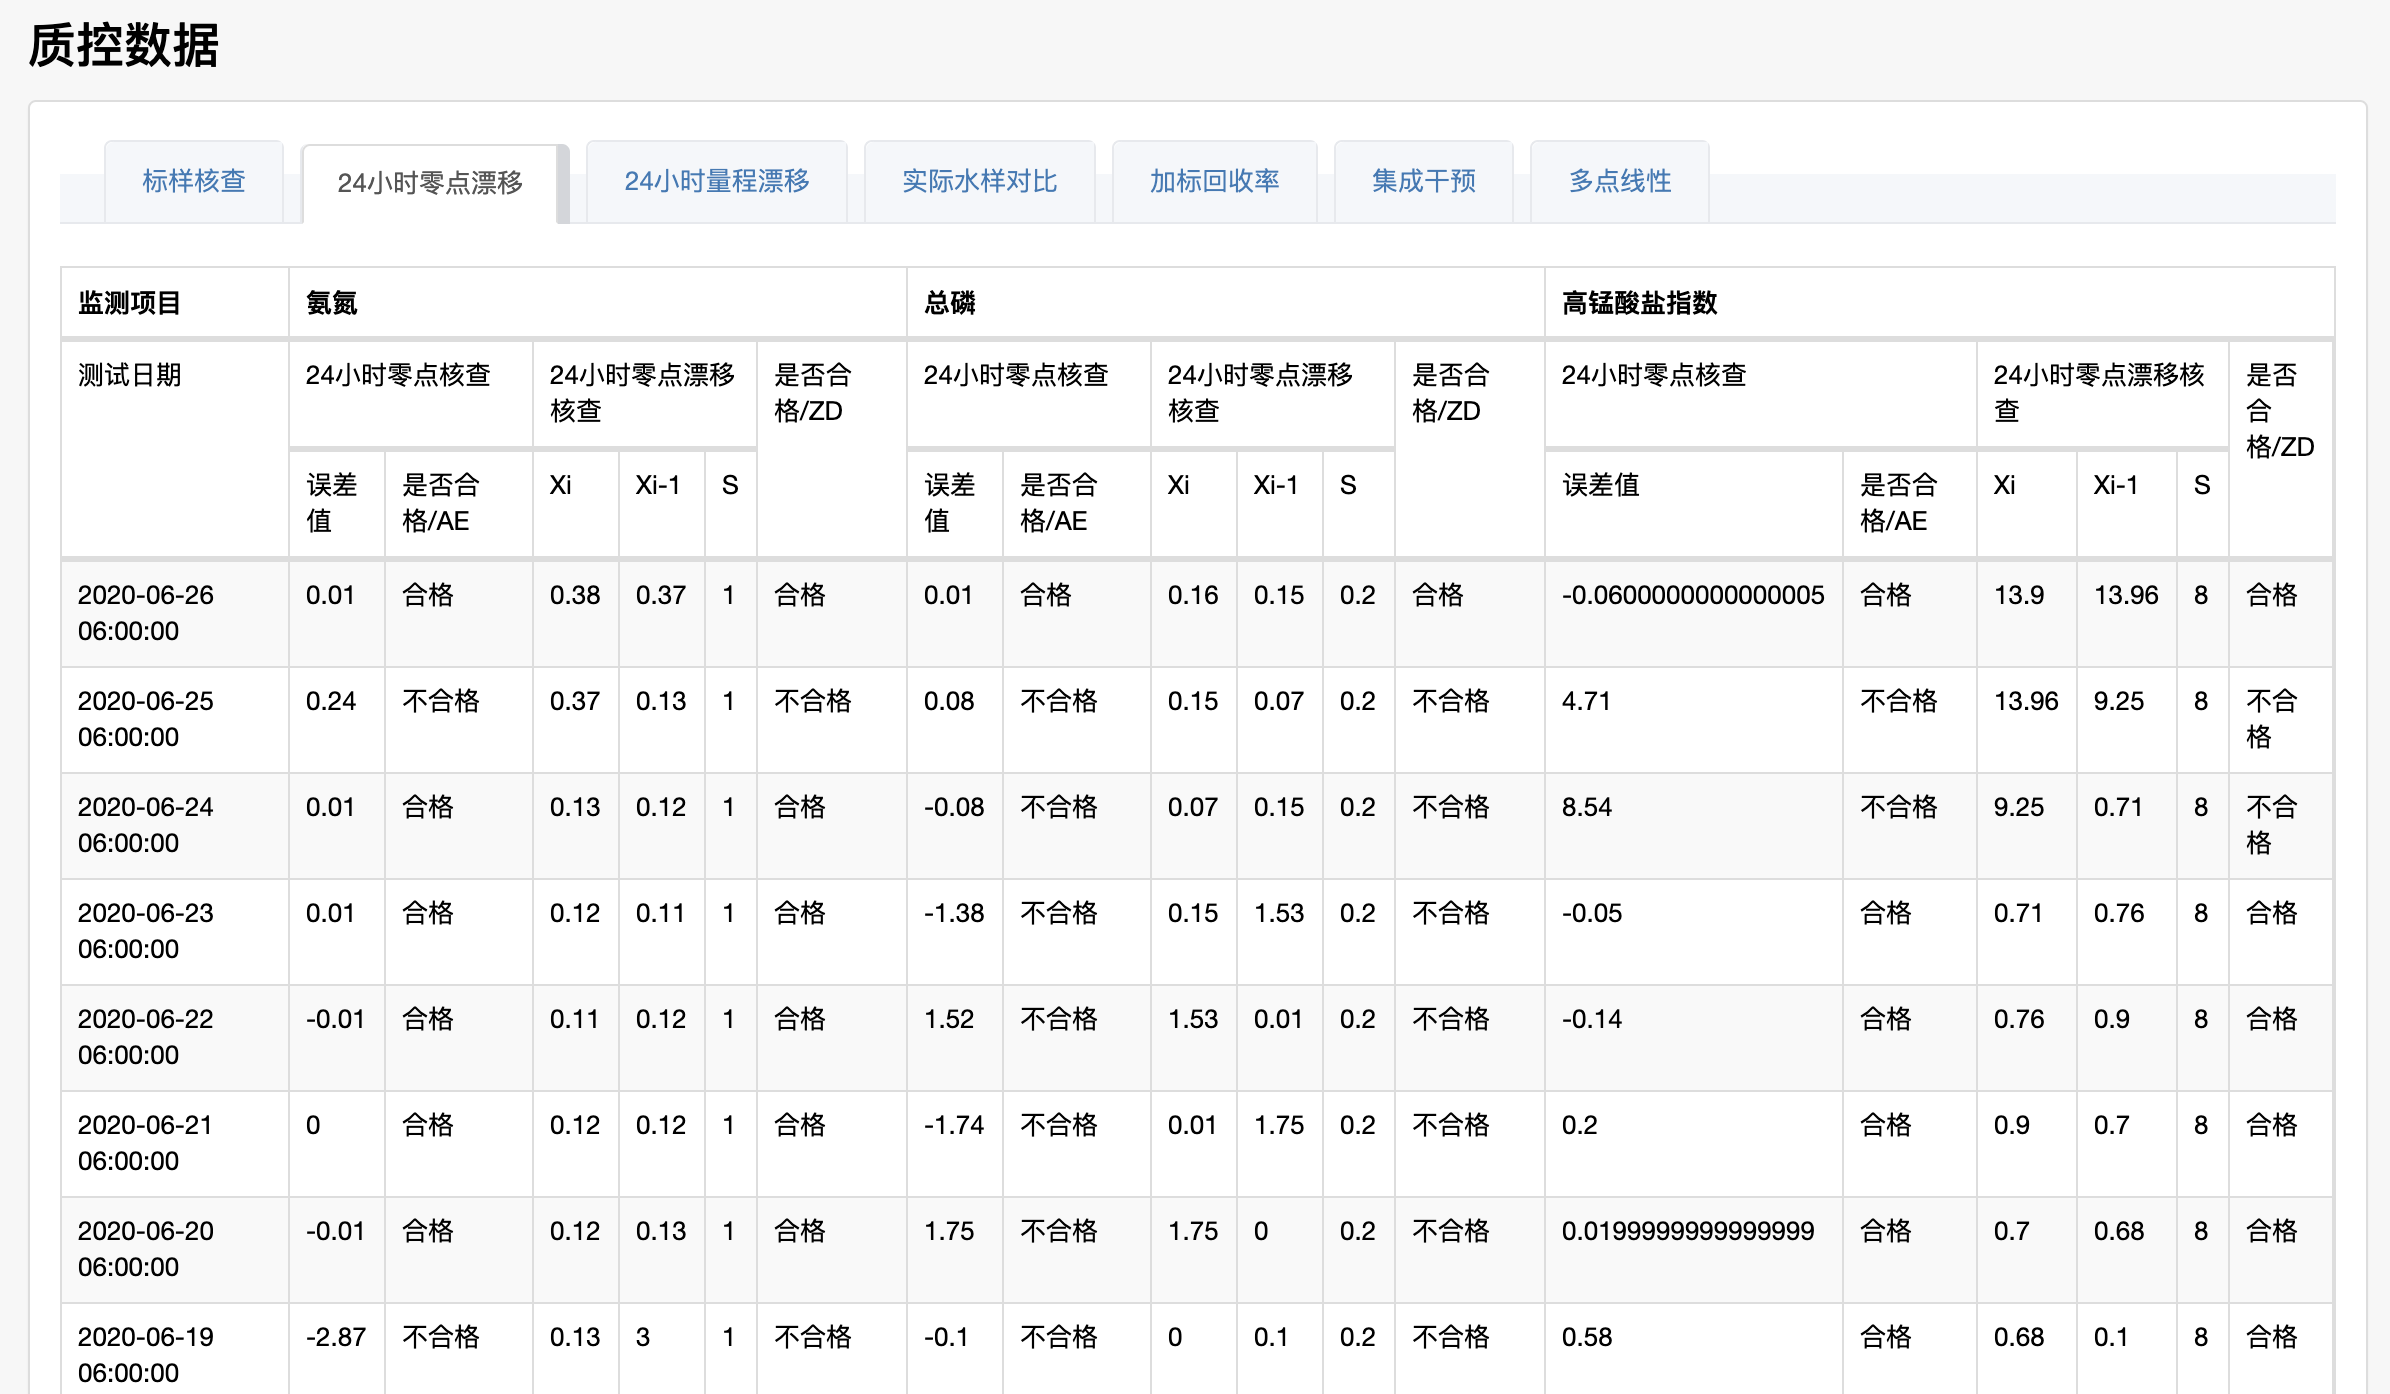 质控数据
标样核查 24小时零点漂移 24小时量程漂移 实际水样对比 加标回收率 集成干预 多点线性
监测项目 氨氮 总磷 高锰酸盐指数
测试日期 24小时零点核查 24小时零点漂移 是否合 24小时零点核查 24小时零点漂移 是否合 24小时零点核查 24小时零点漂移核 是否
核查 格/ZD 核查 格/ZD 查 合
格/ZD
误差 是否合 Xi Xi-1 S 误差 是否合 Xi Xi-1 S 误差值 是否合 Xi Xi-1 S
值 格/AE 值 格/AE 格/AE
2020-06-26 0.01 合格 0.38 0.37 1 合格 0.01 合格 0.16 0.15 0.2 合格 -0.0600000000000005 合格 13.9 13.96 8 合格
06:00:00
2020-06-25 0.24 不合格 0.37 0.13 1 不合格 0.08 不合格 0.15 0.07 0.2 不合格 4.71 不合格 13.96 9.25 8 不合
06:00:00 格
2020-06-24 0.01 合格 0.13 0.12 1 合格 -0.08 不合格 0.07 0.15 0.2 不合格 8.54 不合格 9.25 0.71 8 不合
06:00:00 格
2020-06-23 0.01 合格 0.12 0.11 1 合格 -1.38 不合格 0.15 1.53 0.2 不合格 -0.05 合格 0.71 0.76 8 合格
06:00:00
2020-06-22 -0.01 合格 0.11 0.12 1 合格 1.52 不合格 1.53 0.01 0.2 不合格 -0.14 合格 0.76 0.9 8 合格
06:00:00
2020-06-21 0 合格 0.12 0.12 1 合格 -1.74 不合格 0.01 1.75 0.2 不合格 0.2 合格 0.9 0.7 8 合格
06:00:00
2020-06-20 -0.01 合格 0.12 0.13 1 合格 1.75 不合格 1.75 0 0.2 不合格 0.0199999999999999 合格 0.7 0.68 8 合格
06:00:00
2020-06-19 -2.87 不合格 0.13 3 1 不合格 -0.1 不合格 0 0.1 0.2 不合格 0.58 合格 0.68 0.1 8 合格
06:00:00